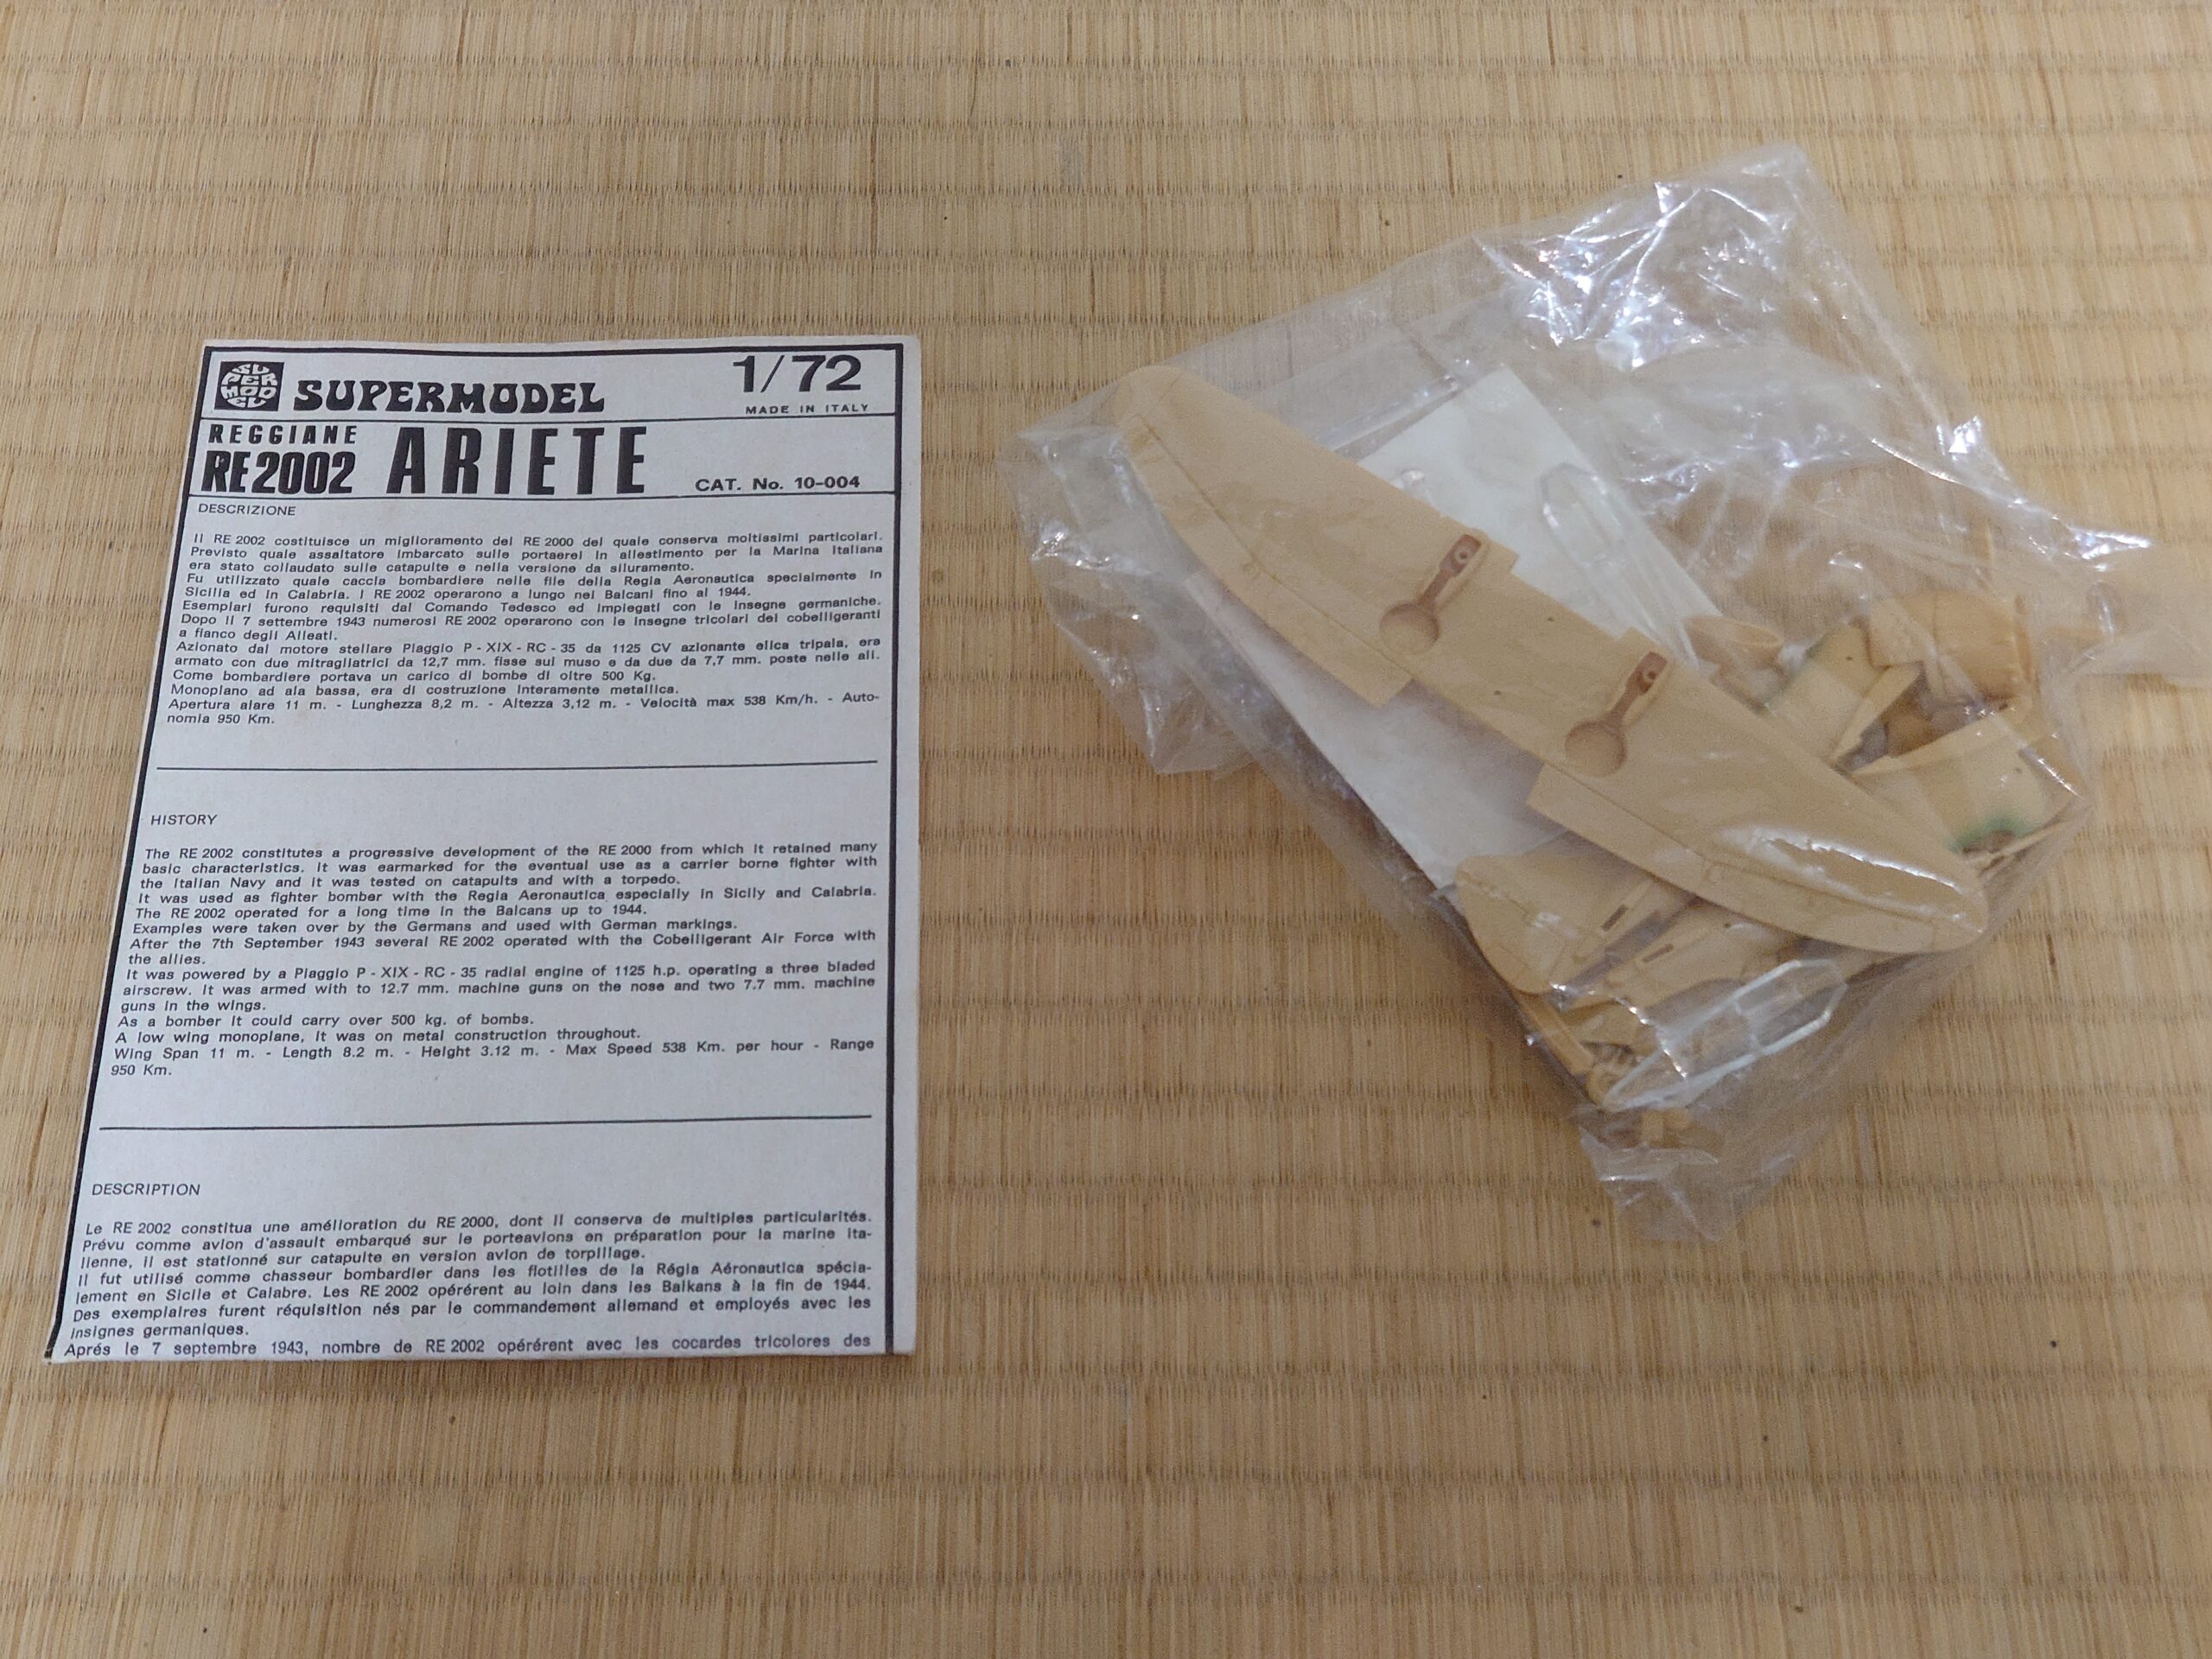 SUPERMODEL
SUPERMODEL
1/72
MADE IN ITALY
REGGIANE
RE2002 ARIETE
CAT. No. 10-004
DESCRIZIONE
Il RE 2002 costituisce un miglioramento del RE 2000 del quale conserva moltissimi particolari.
Previsto quale assaltatore imbarcato sulle portaerei in allestimento per la Marina Italiana
era stato collaudato sulle catapulte e nella versione da siluramento.
Fu utilizzato quale caccia bombardiere nelle file della Regia Aeronautica specialmente in
Sicilia ed in Calabria. I RE 2002 operarono a lungo nei Balcani fino al 1944.
Esemplari furono requisiti dal Comando Tedesco ed impiegati con le insegne germaniche.
Dopo il 7 settembre 1943 numerosi RE 2002 operarono con le insegne tricolari dei cobelligeranti
a fianco degli Alleati.
Azionato dal motore stellare Piaggio P - XIX - RC - 35 da 1125 CV azionante elica tripala, era
armato con due mitragliatrici da 12,7 mm. fisse sul muso e da due da 7,7 mm. poste nelle ali.
Come bombardiere portava un carico di bombe di oltre 500 Kg.
Monoplano ad ala bassa, era di costruzione interamente metallica.
Apertura alare 11 m. - Lunghezza 8,2 m. - Altezza 3,12 m. - Velocità max 538 Km/h. - Auto-
nomia 950 Km.
HISTORY
The RE 2002 constitutes a progressive development of the RE 2000 from which it retained many
basic characteristics. It was earmarked for the eventual use as a carrier borne fighter with
the Italian Navy and it was tested on catapults and with a torpedo.
It was used as fighter bomber with the Regia Aeronautica especially in Sicily and Calabria.
The RE 2002 operated for a long time in the Balcans up to 1944.
Examples were taken over by the Germans and used with German markings.
After the 7th September 1943 several RE 2002 operated with the Cobelligerant Air Force with
the allies.
It was powered by a Piaggio P - XIX - RC - 35 radial engine of 1125 h.p. operating a three bladed
airscrew. It was armed with to 12.7 mm. machine guns on the nose and two 7.7 mm. machine
guns in the wings.
As a bomber it could carry over 500 kg. of bombs.
A low wing monoplane, it was on metal construction throughout.
Wing Span 11 m. - Length 8.2 m. - Height 3.12 m. - Max Speed 538 Km. per hour - Range
950 Km.
DESCRIPTION
Le RE 2002 constitua une amélioration du RE 2000, dont il conserva de multiples particularités.
Prévu comme avion d'assault embarqué sur le porteavions en préparation pour la marine ita-
lienne, il est stationné sur catapulte en version avion de torpillage.
Il fut utilisé comme chasseur bombardier dans les flotilles de la Régia Aéronautica spécia-
lement en Sicile et Calabre. Les RE 2002 opérérent au loin dans les Balkans à la fin de 1944.
Des exemplaires furent réquisition nés par le commandement allemand et employés avec les
insignes germaniques.
Aprés le 7 septembre 1943, nombre de RE 2002 opérérent avec les cocardes tricolores des